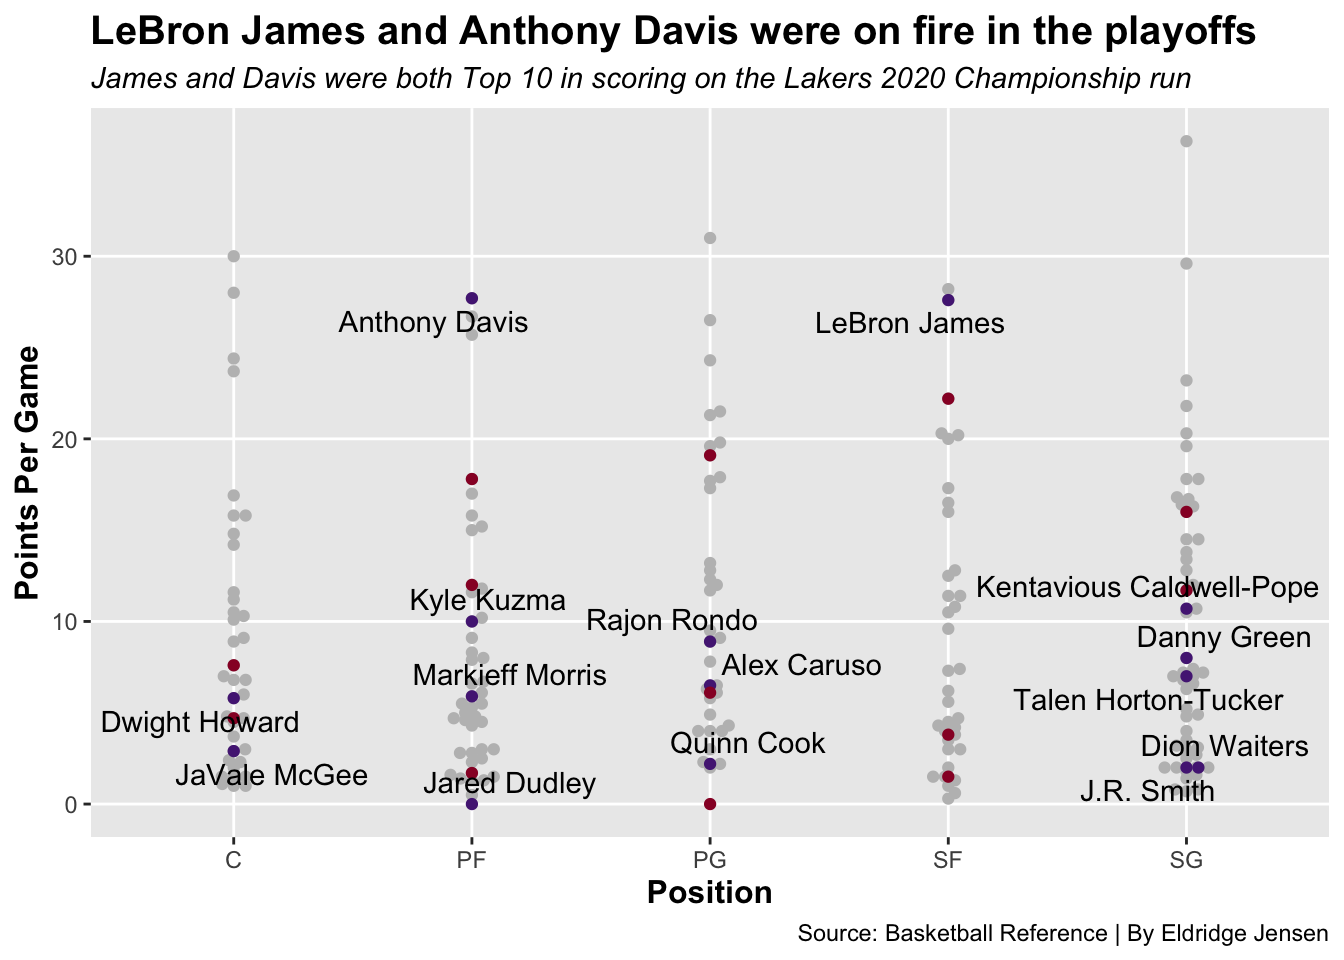 LeBron James and Anthony Davis were on fire in the playoffs
James and Davis were both Top 10 in scoring on the Lakers 2020 Championship run
Points Per Game
30
20
10
0
Anthony Davis
LeBron James
Kyle Kuzma
Kentavious Caldwell-Pope
Rajon Rondo
Danny Green
Markieff Morris
Alex Caruso
Talen Horton-Tucker
Dwight Howard
Quinn Cook
Dion Waiters
JaVale McGee
Jared Dudley
J.R. Smith
C
PF
PG
SF
SG
Position
Source: Basketball Reference | By Eldridge Jensen